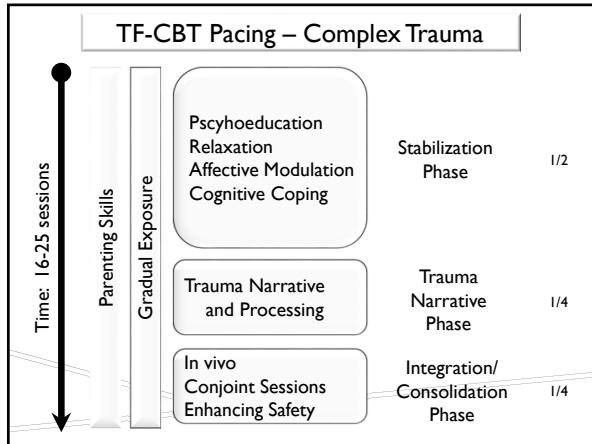 TF-CBT Pacing – Complex Trauma
Time: 16-25 sessions
Parenting Skills
Gradual Exposure
Pscyhoeducation
Relaxation
Affective Modulation
Cognitive Coping
Stabilization
Phase
1/2
Trauma Narrative
and Processing
Trauma
Narrative
Phase
1/4
In vivo
Conjoint Sessions
Enhancing Safety
Integration/
Consolidation
Phase
1/4